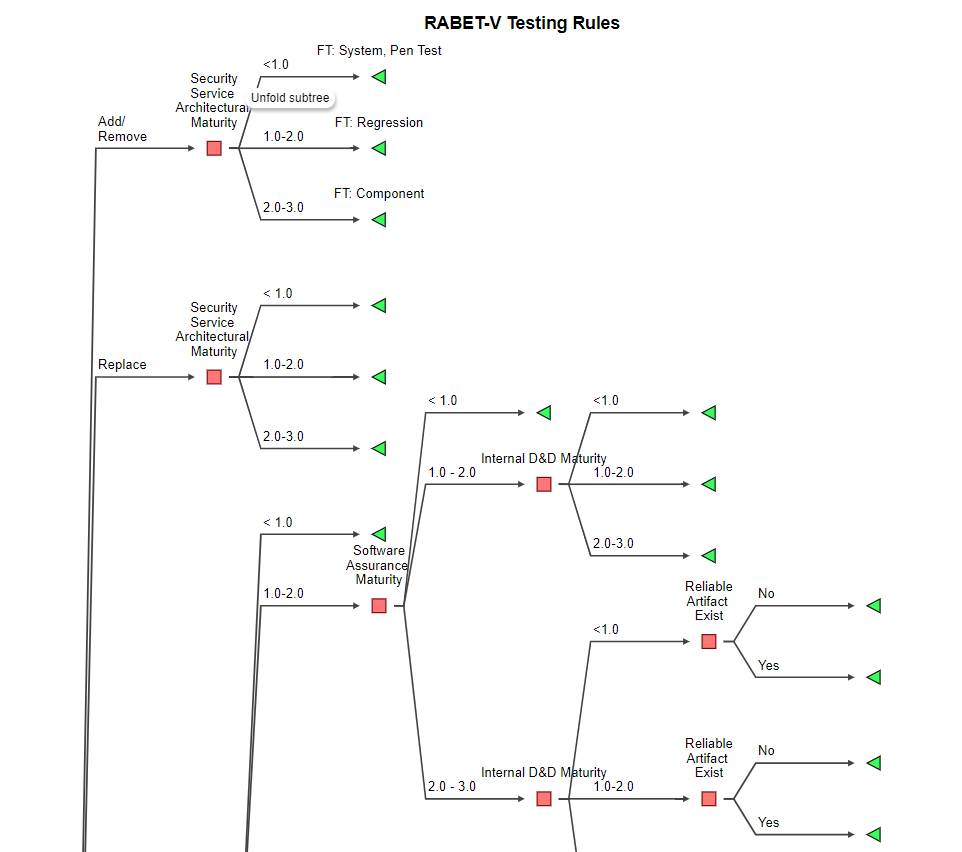 RABET-V Testing Rules
FT: System, Pen Test
<1.0
Security
Service
Architectural
Maturity
Unfold subtree
Add/
Remove
FT: Regression
1.0-2.0
FT: Component
2.0-3.0
< 1.0
Security
Service
Architectural
Maturity
Replace
1.0-2.0
2.0-3.0
< 1.0
<1.0
Internal D&D Maturity
1.0 - 2.0
1.0-2.0
2.0-3.0
< 1.0
Software
Assurance
Maturity
1.0-2.0
Reliable
Artifact
Exist
No
<1.0
Yes
Reliable
Artifact
Exist
No
Internal D&D Maturity
2.0 - 3.0
1.0-2.0
Yes